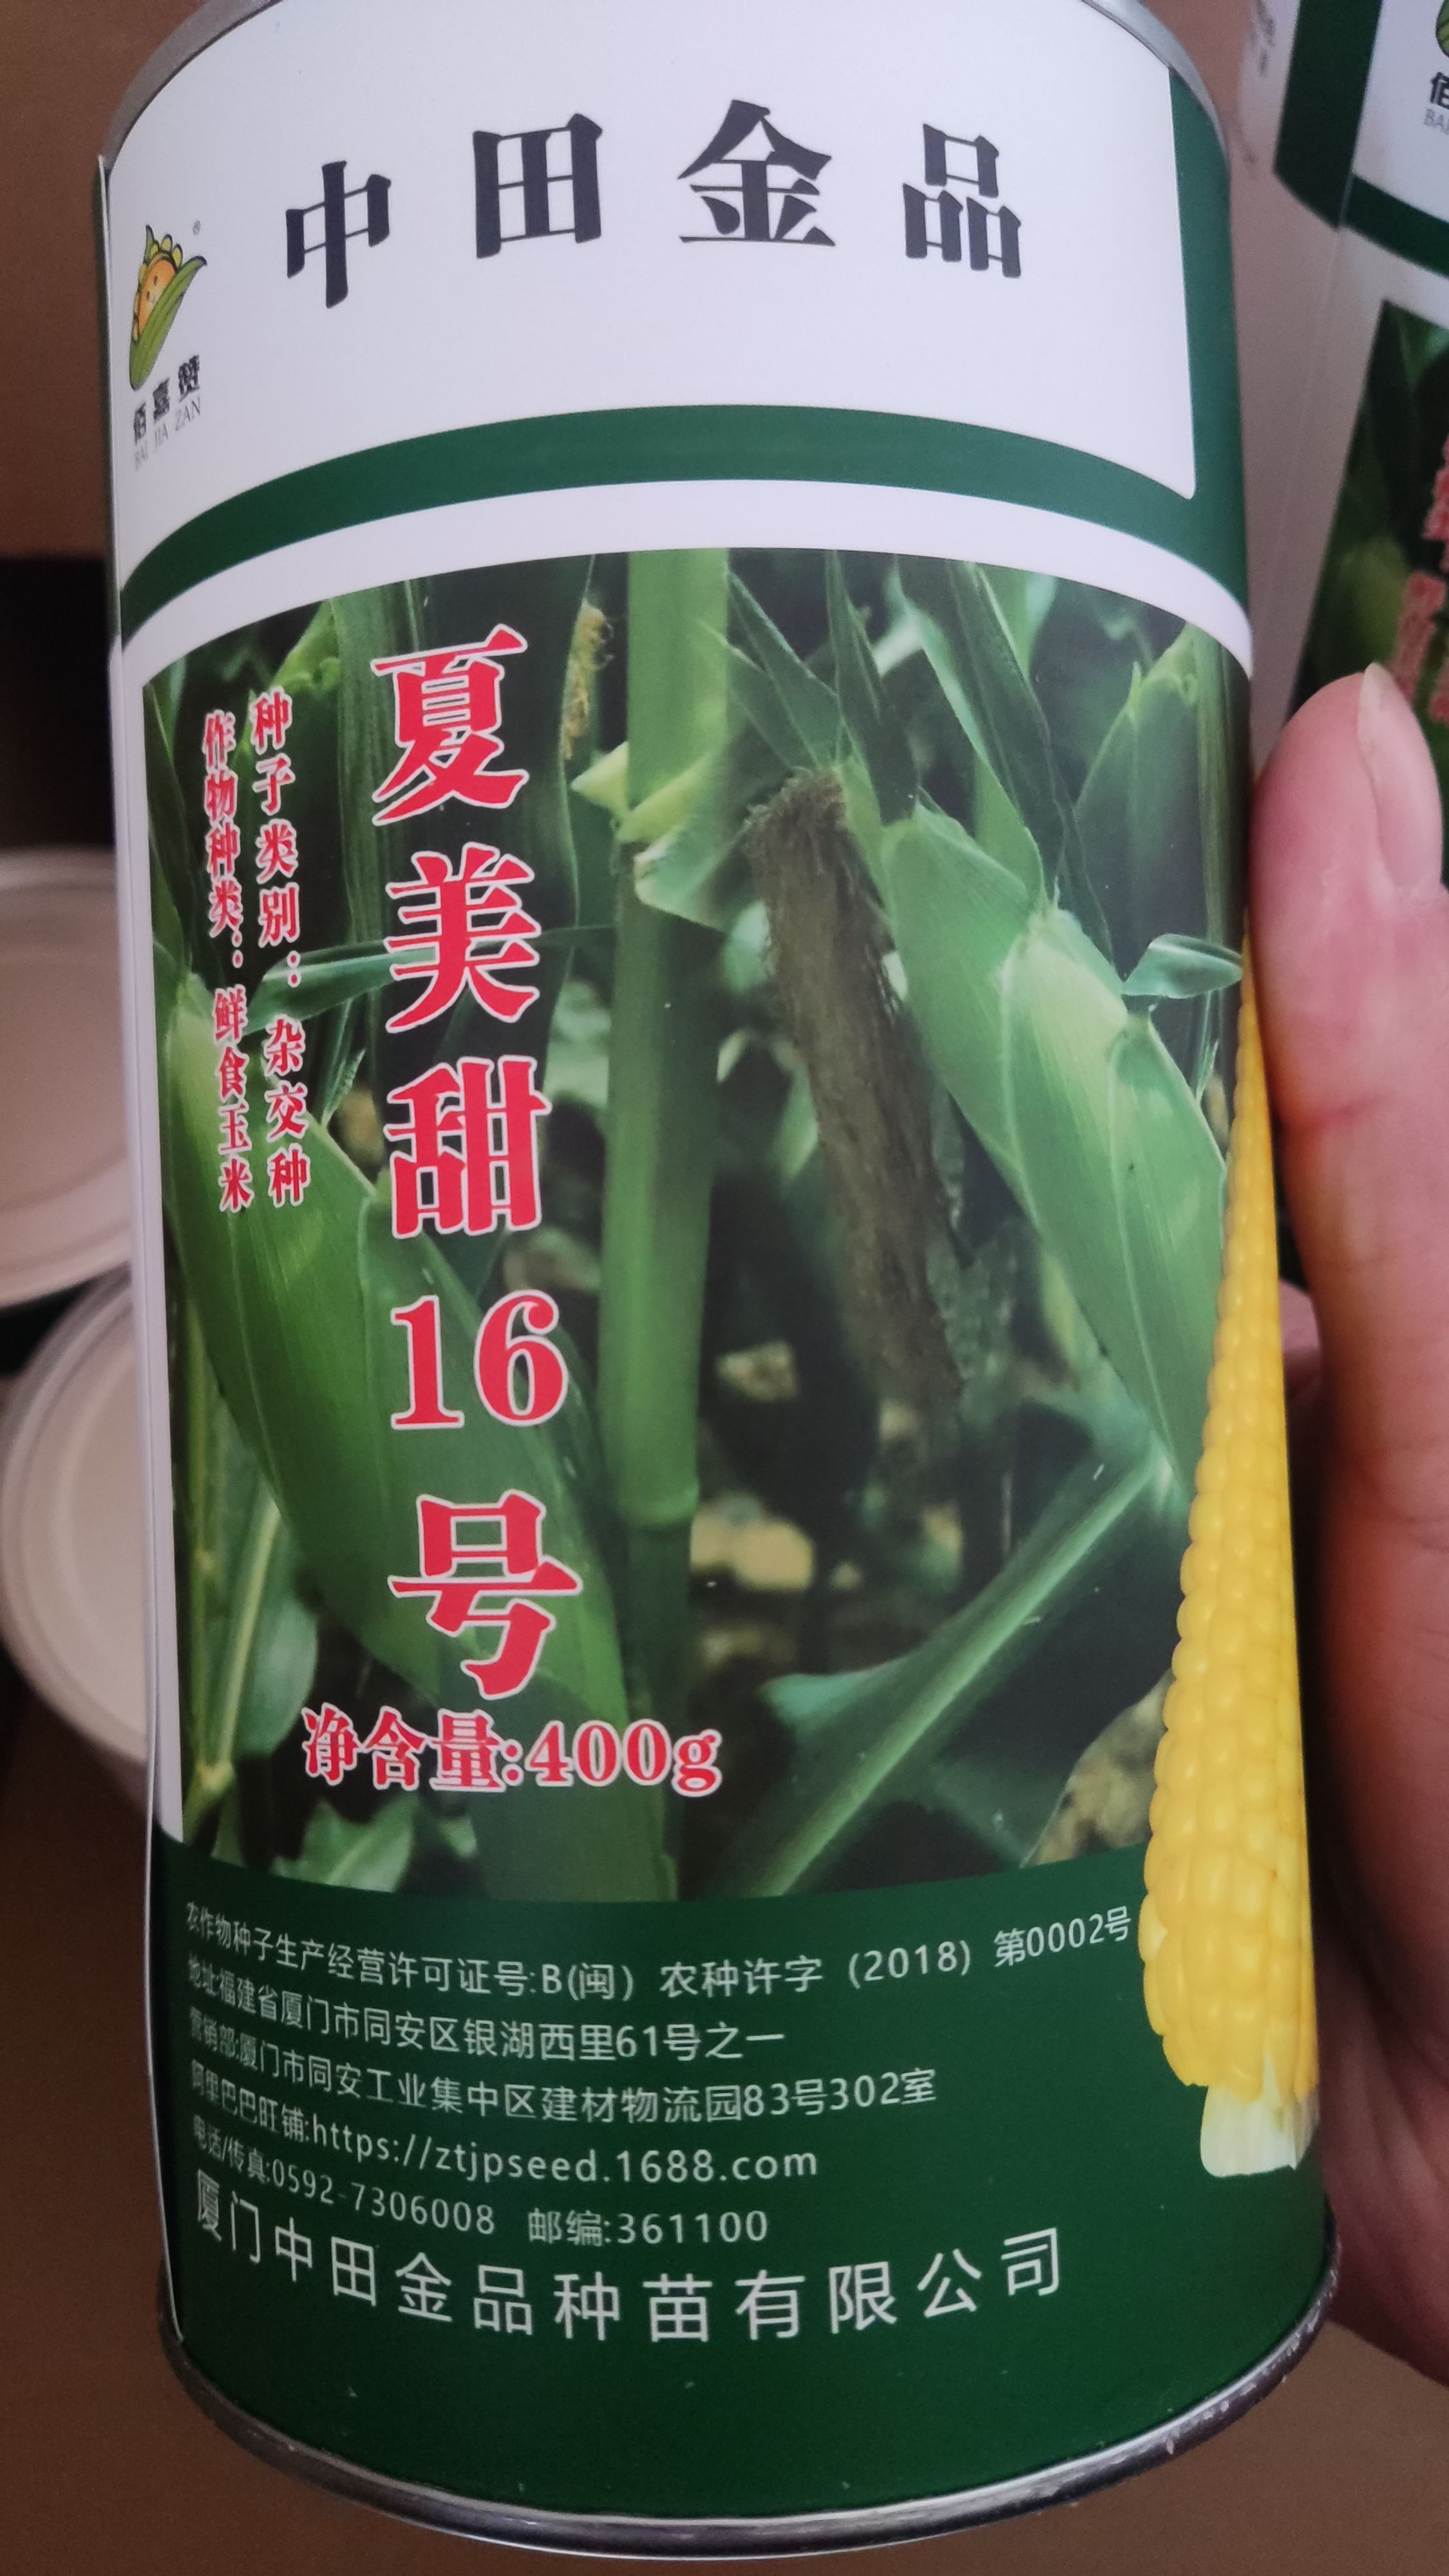 中田金品
®
佰嘉赞
BAI JIA ZAN
夏美甜16号
种子类别：杂交种
作物种类：鲜食玉米
净含量:400g
农作物种子生产经营许可证号:B(闽）农种许字（2018）第0002号
地址:福建省厦门市同安区银湖西里61号之一
营销部:厦门市同安工业集中区建材物流园83号302室
阿里巴巴旺铺:https://ztjpseed.1688.com
电话/传真:0592-7306008 邮编:361100
厦门中田金品种苗有限公司
佰
BAI